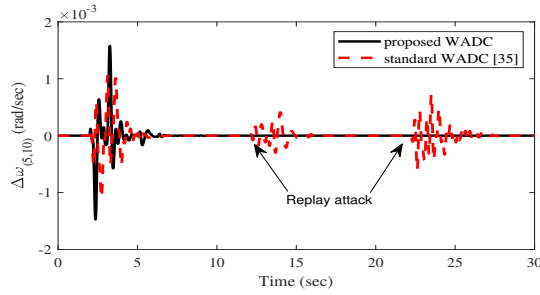 ×10⁻³
2
1
0
-1
-2
Δω(5,10) (rad/sec)
proposed WADC
standard WADC [35]
Replay attack
0 5 10 15 20 25 30
Time (sec)